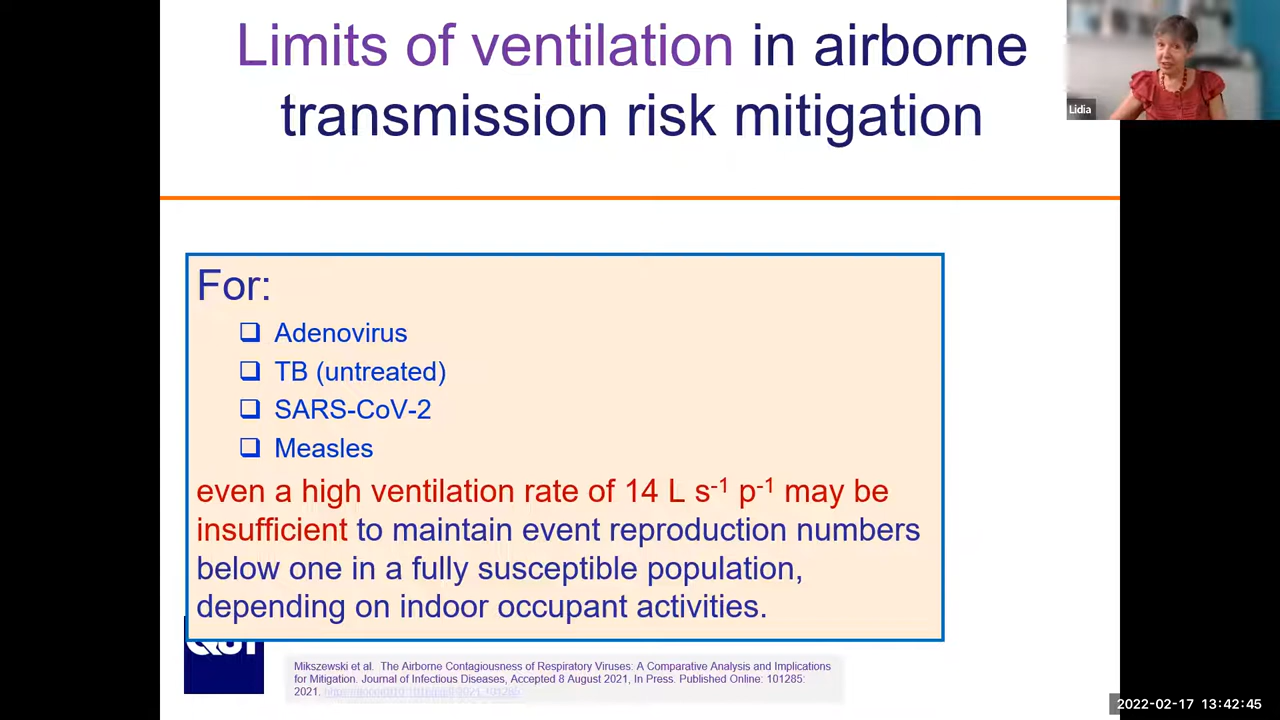 Limits of ventilation in airborne
transmission risk mitigation
Lidia
For:
❑ Adenovirus
❑ TB (untreated)
❑ SARS-CoV-2
❑ Measles
even a high ventilation rate of 14 L s⁻¹ p⁻¹ may be
insufficient to maintain event reproduction numbers
below one in a fully susceptible population,
depending on indoor occupant activities.
QUT
Mikszewski et al. The Airborne Contagiousness of Respiratory Viruses: A Comparative Analysis and Implications
for Mitigation. Journal of Infectious Diseases, Accepted 8 August 2021, In Press. Published Online: 101285:
2021.
2022-02-17 13:42:45